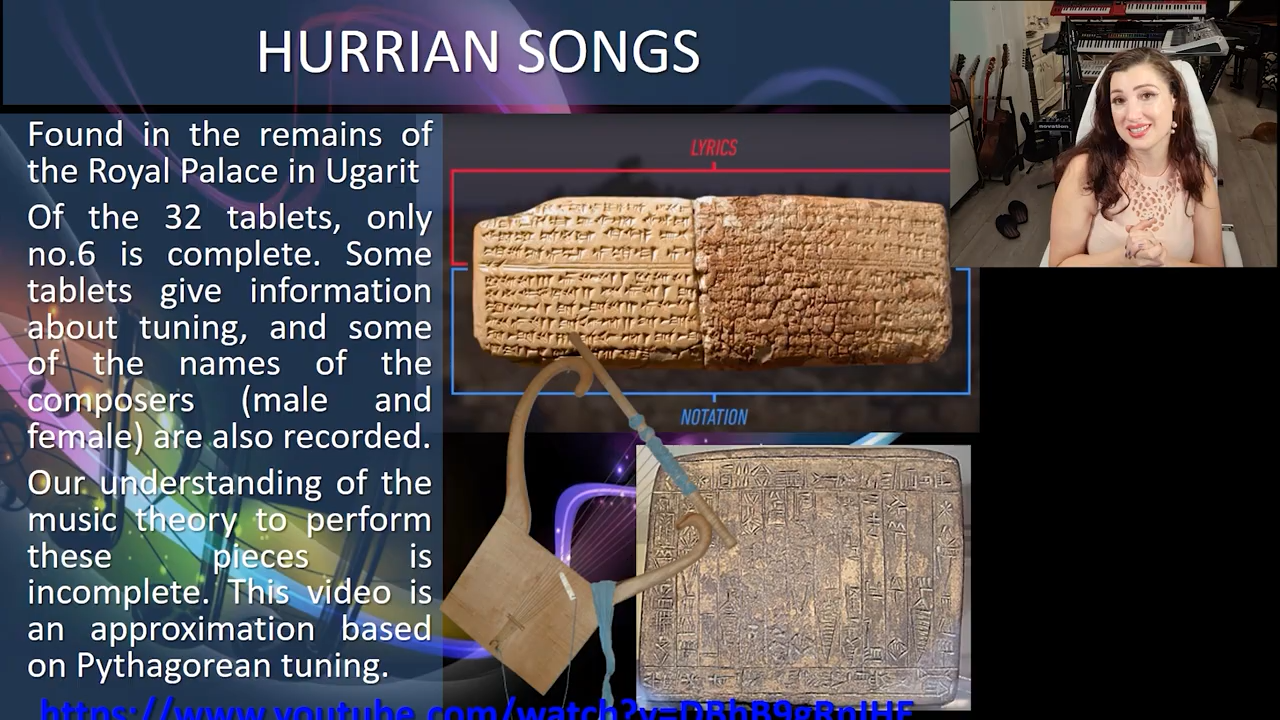 HURRIAN SONGS
Found in the remains of
the Royal Palace in Ugarit
Of the 32 tablets, only
no.6 is complete. Some
tablets give information
about tuning, and some
of the names of the
composers (male and
female) are also recorded.
Our understanding of the
music theory to perform
these pieces is
incomplete. This video is
an approximation based
on Pythagorean tuning.
LYRICS
NOTATION
novation